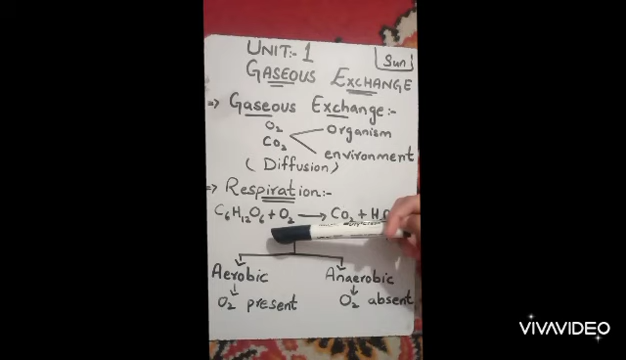 UNIT:- 1
Sun
GASEOUS EXCHANGE
=> Gaseous Exchange:-
O2
Organism
CO2
environment
(Diffusion)
=> Respiration:-
C6H12O6 + O2 → CO2 + H2O
Aerobic
Anaerobic
O2 present
O2 absent
VIVAVIDEO